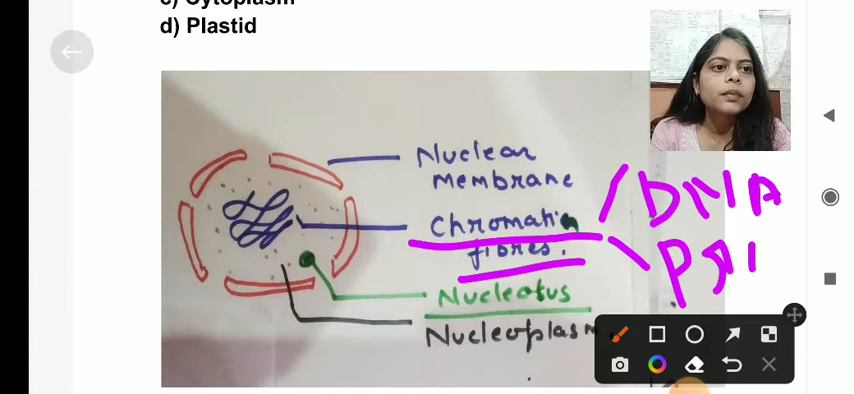 d) Plastid
Nuclear
membrane
Chromatin
fibres.
DNA
Nucleolus
Nucleoplasm